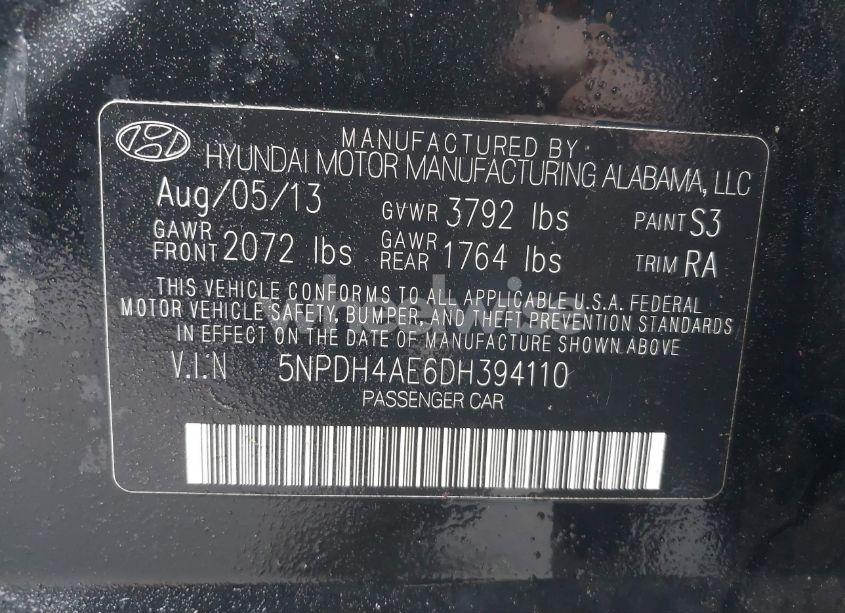 MANUFACTURED BY
HYUNDAI MOTOR MANUFACTURING ALABAMA, LLC
Aug/05/13 GVWR 3792 lbs PAINT S3
GAWR FRONT 2072 lbs GAWR REAR 1764 lbs TRIM RA
THIS VEHICLE CONFORMS TO ALL APPLICABLE U.S.A. FEDERAL
MOTOR VEHICLE SAFETY, BUMPER, AND THEFT PREVENTION STANDARDS
IN EFFECT ON THE DATE OF MANUFACTURE SHOWN ABOVE
V.I.N 5NPDH4AE6DH394110
PASSENGER CAR
wheelwise